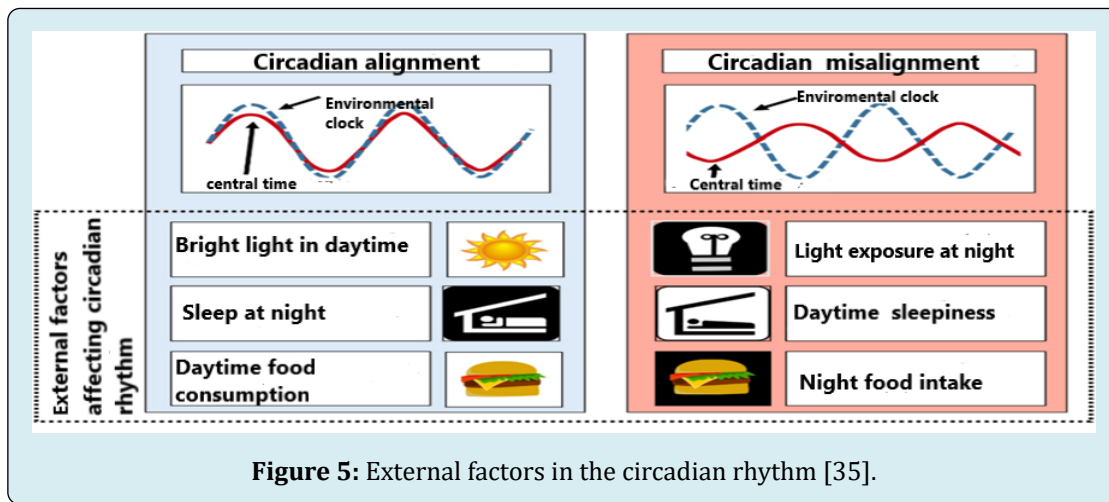 Circadian alignment
Environmental
clock
central time
Circadian misalignment
Enviromental clock
Central time
External factors
affecting circadian
rhythm
Bright light in daytime
Sleep at night
Daytime food
consumption
Light exposure at night
Daytime sleepiness
Night food intake
Figure 5: External factors in the circadian rhythm [35].